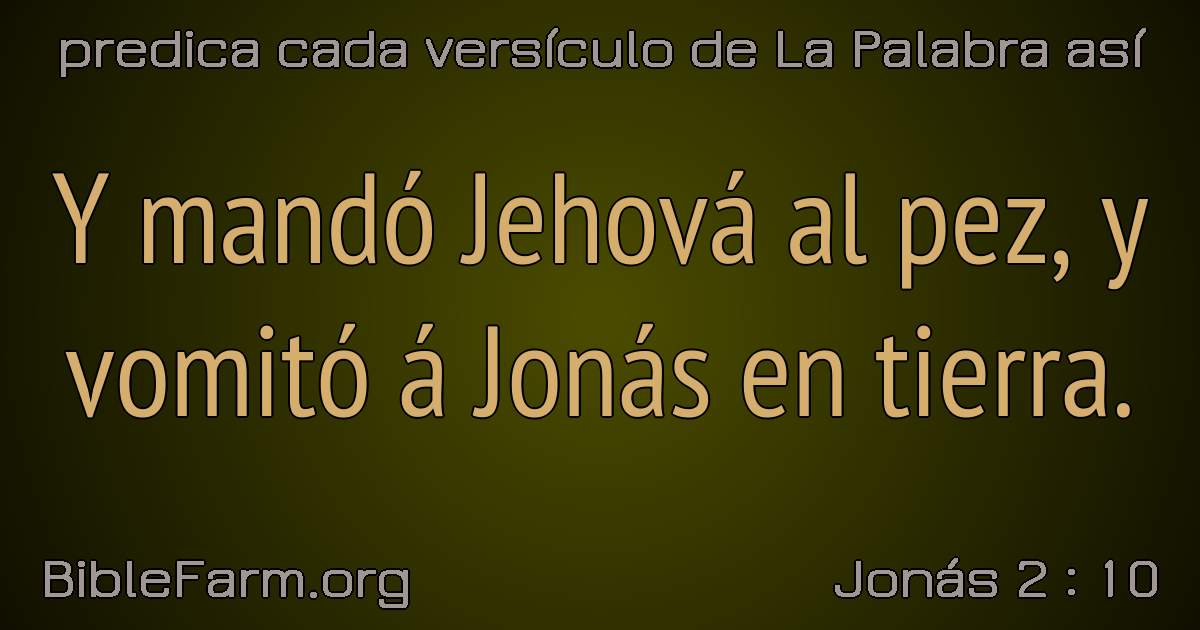 predica cada versículo de La Palabra así
Y mandó Jehová al pez, y
vomitó á Jonás en tierra.
BibleFarm.org
Jonás 2 : 10